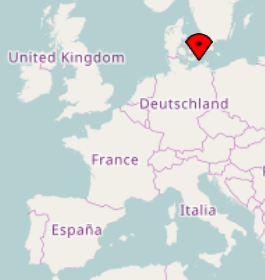 United Kingdom
Deutschland
France
Italia
España